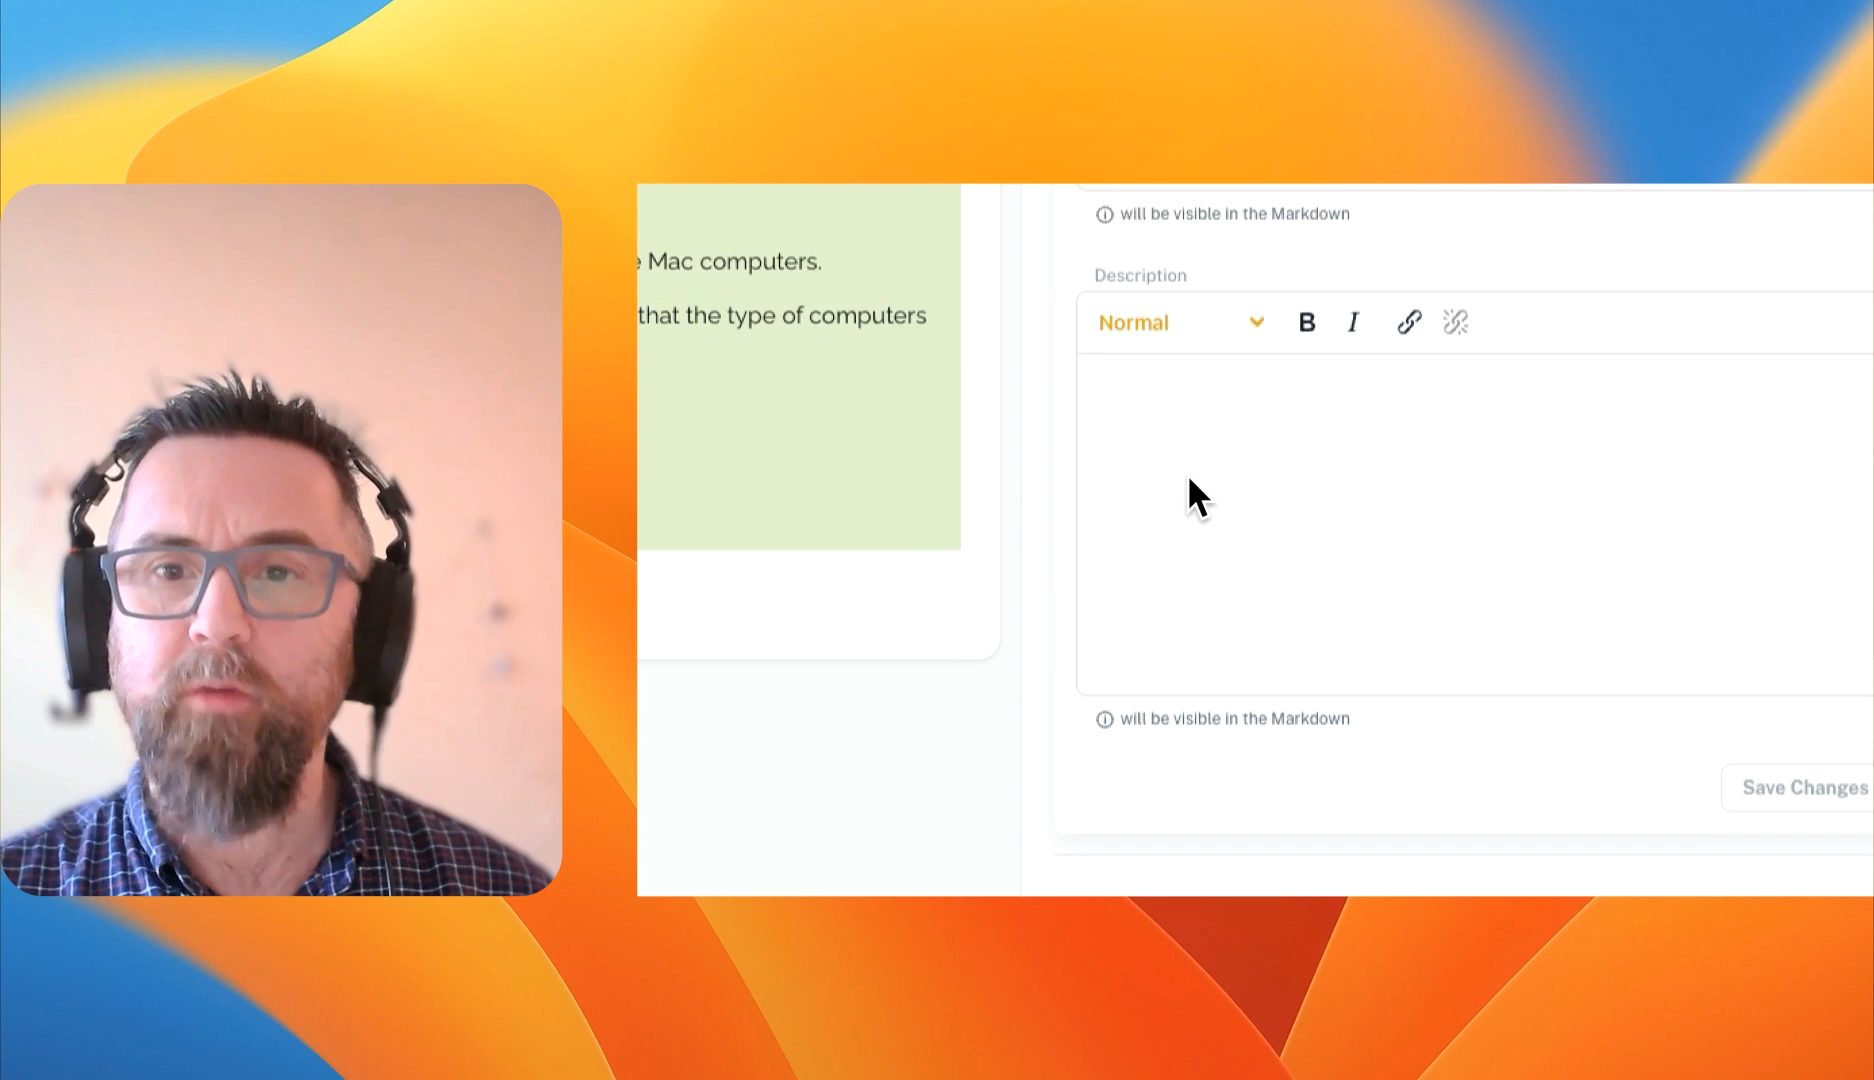 Mac computers.
that the type of computers
will be visible in the Markdown
Description
Normal
B I
will be visible in the Markdown
Save Changes